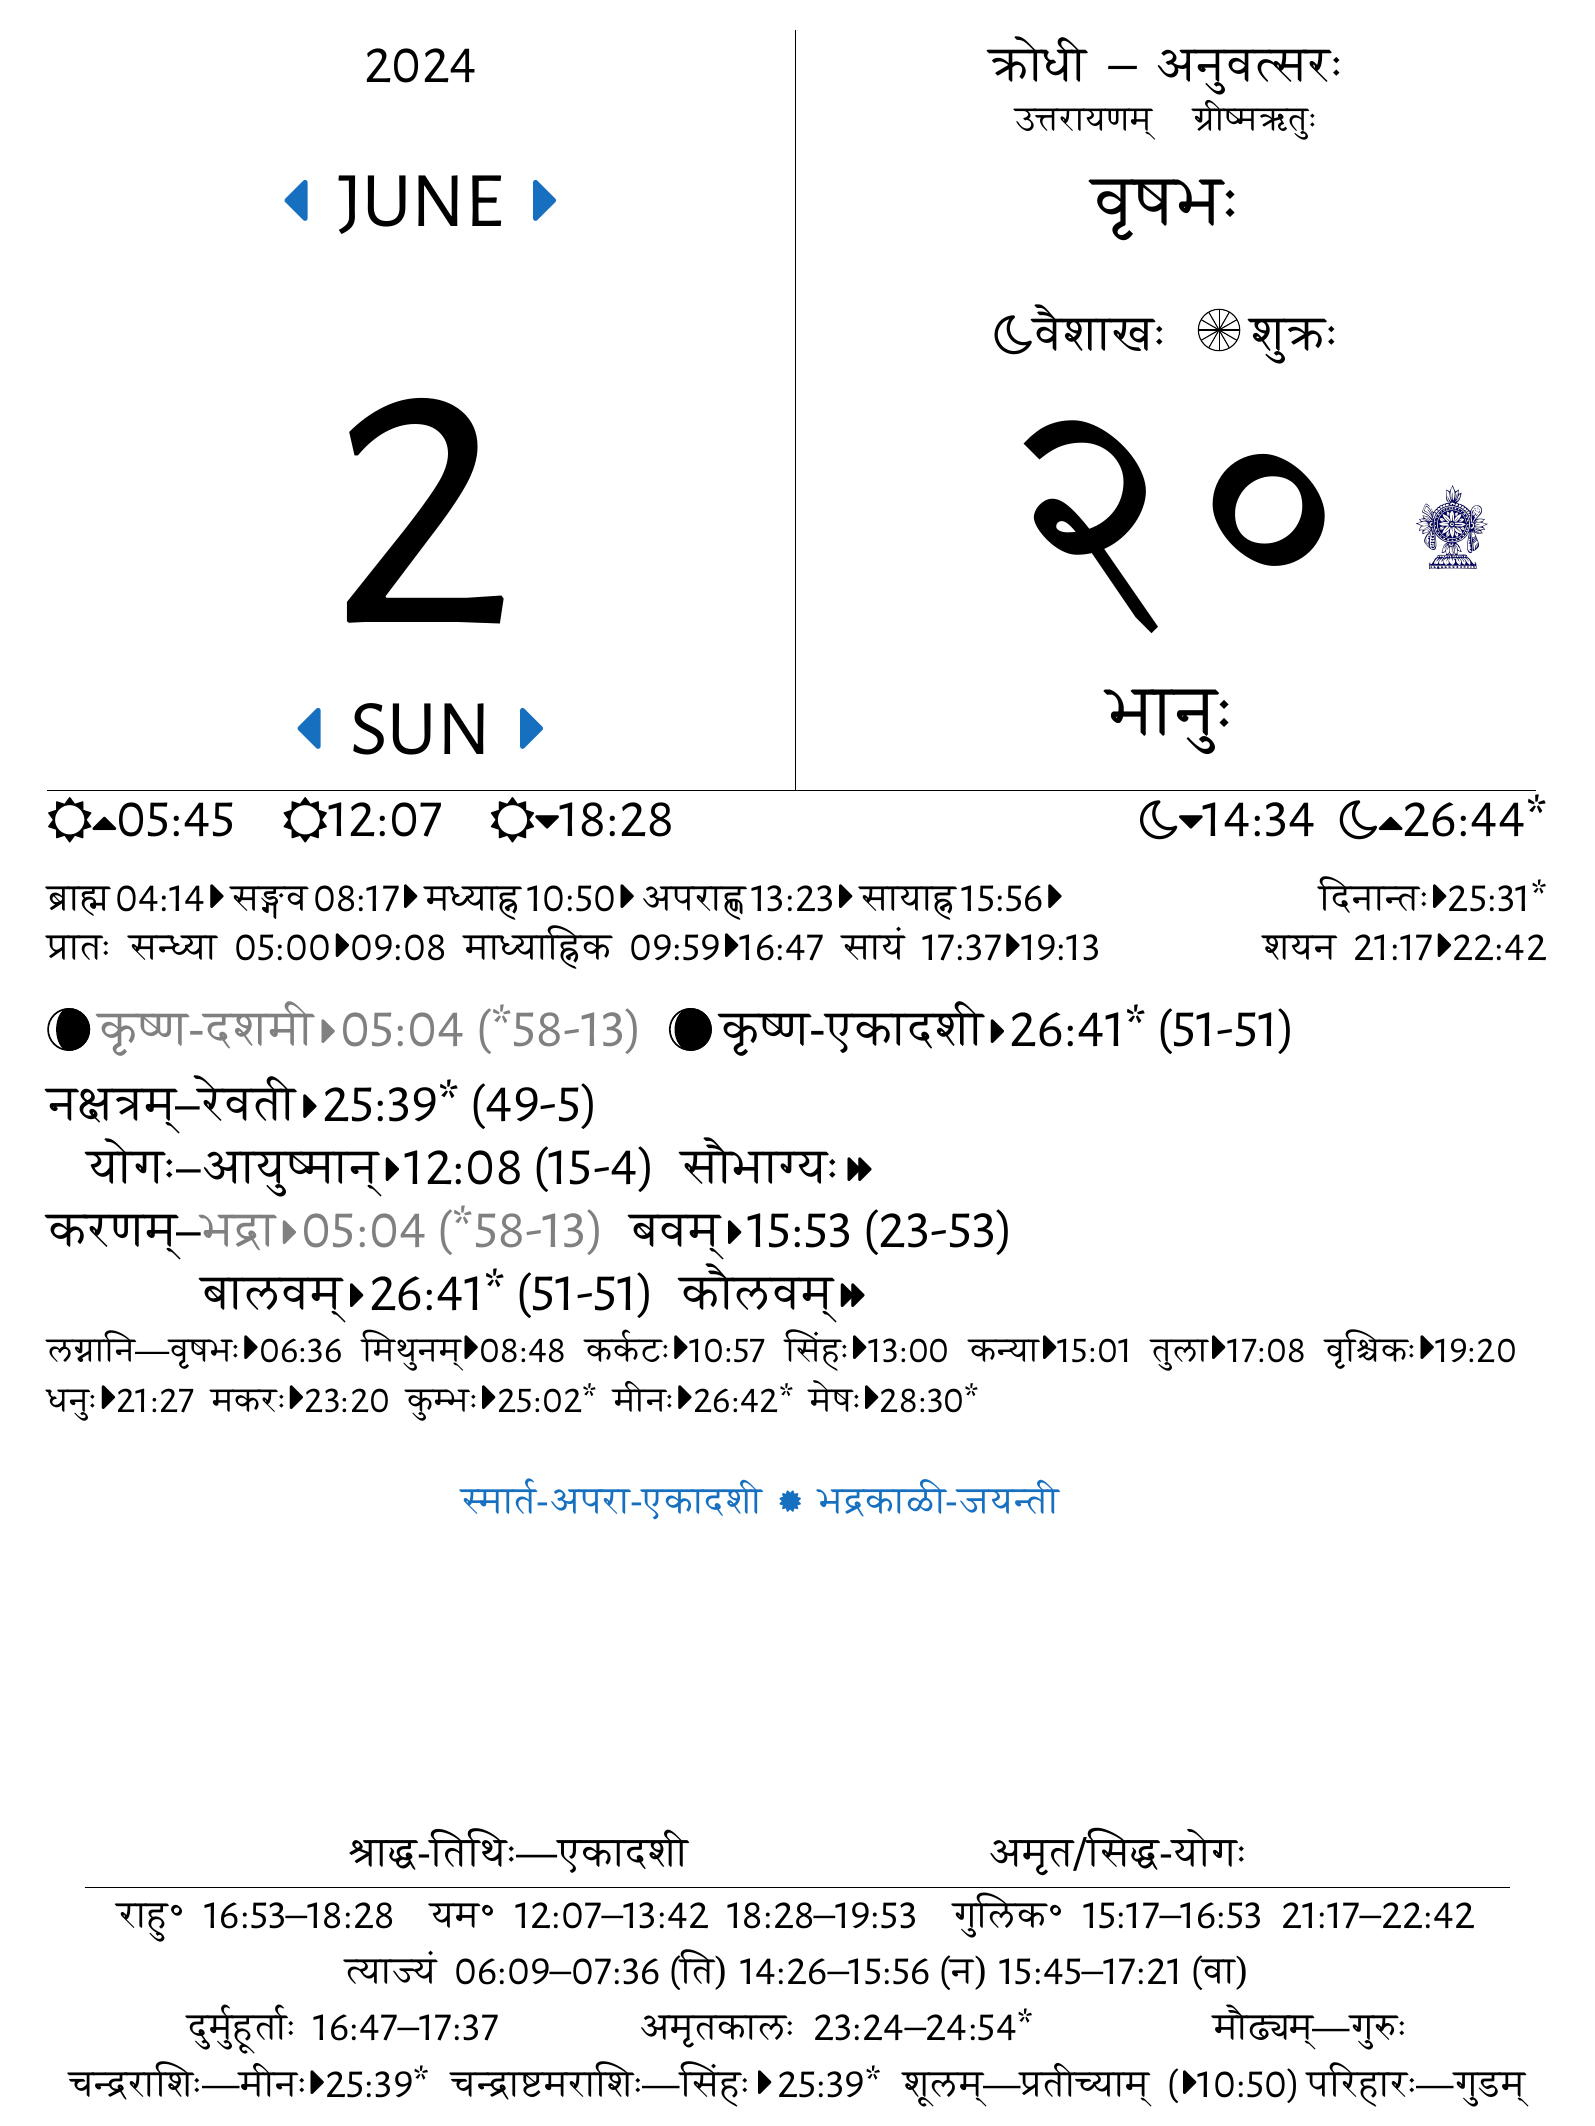 2024
JUNE
2
SUN
क्रोधी – अनुवत्सरः
उत्तरायणम् ग्रीष्मऋतुः
वृषभः
वैशाखः शुक्रः
२०
भानुः
05:45 12:07 18:28 14:34 26:44*
ब्राह्म 04:14 सङ्गव 08:17 मध्याह्न 10:50 अपराह्ण 13:23 सायाह्न 15:56 दिनान्तः 25:31*
प्रातः सन्ध्या 05:00 09:08 माध्याह्निक 09:59 16:47 सायं 17:37 19:13 शयन 21:17 22:42
कृष्ण-दशमी 05:04 (*58-13) कृष्ण-एकादशी 26:41* (51-51)
नक्षत्रम्–रेवती 25:39* (49-5)
योगः–आयुष्मान् 12:08 (15-4) सौभाग्यः
करणम्–भद्रा 05:04 (*58-13) बवम् 15:53 (23-53)
बालवम् 26:41* (51-51) कौलवम्
लग्नानि—वृषभः 06:36 मिथुनम् 08:48 कर्कटः 10:57 सिंहः 13:00 कन्या 15:01 तुला 17:08 वृश्चिकः 19:20
धनुः 21:27 मकरः 23:20 कुम्भः 25:02* मीनः 26:42* मेषः 28:30*
स्मार्त-अपरा-एकादशी भद्रकाळी-जयन्ती
श्राद्ध-तिथिः—एकादशी अमृत/सिद्ध-योगः
राहु॰ 16:53–18:28 यम॰ 12:07–13:42 18:28–19:53 गुलिक॰ 15:17–16:53 21:17–22:42
त्याज्यं 06:09–07:36 (ति) 14:26–15:56 (न) 15:45–17:21 (वा)
दुर्मुहूर्ताः 16:47–17:37 अमृतकालः 23:24–24:54* मौढ्यम्—गुरुः
चन्द्रराशिः—मीनः 25:39* चन्द्राष्टमराशिः—सिंहः 25:39* शूलम्—प्रतीच्याम् (10:50) परिहारः—गुडम्